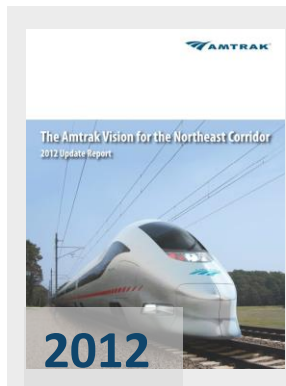 AMTRAK
The Amtrak Vision for the Northeast Corridor
2012 Update Report
2012